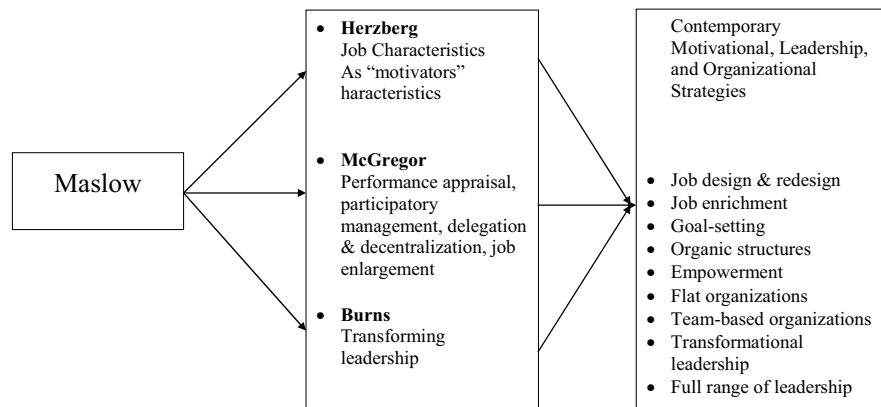 Maslow
• Herzberg
Job Characteristics
As “motivators”
haracteristics
• McGregor
Performance appraisal,
participatory
management, delegation
& decentralization, job
enlargement
• Burns
Transforming
leadership
Contemporary
Motivational, Leadership,
and Organizational
Strategies
• Job design & redesign
• Job enrichment
• Goal-setting
• Organic structures
• Empowerment
• Flat organizations
• Team-based organizations
• Transformational
leadership
• Full range of leadership